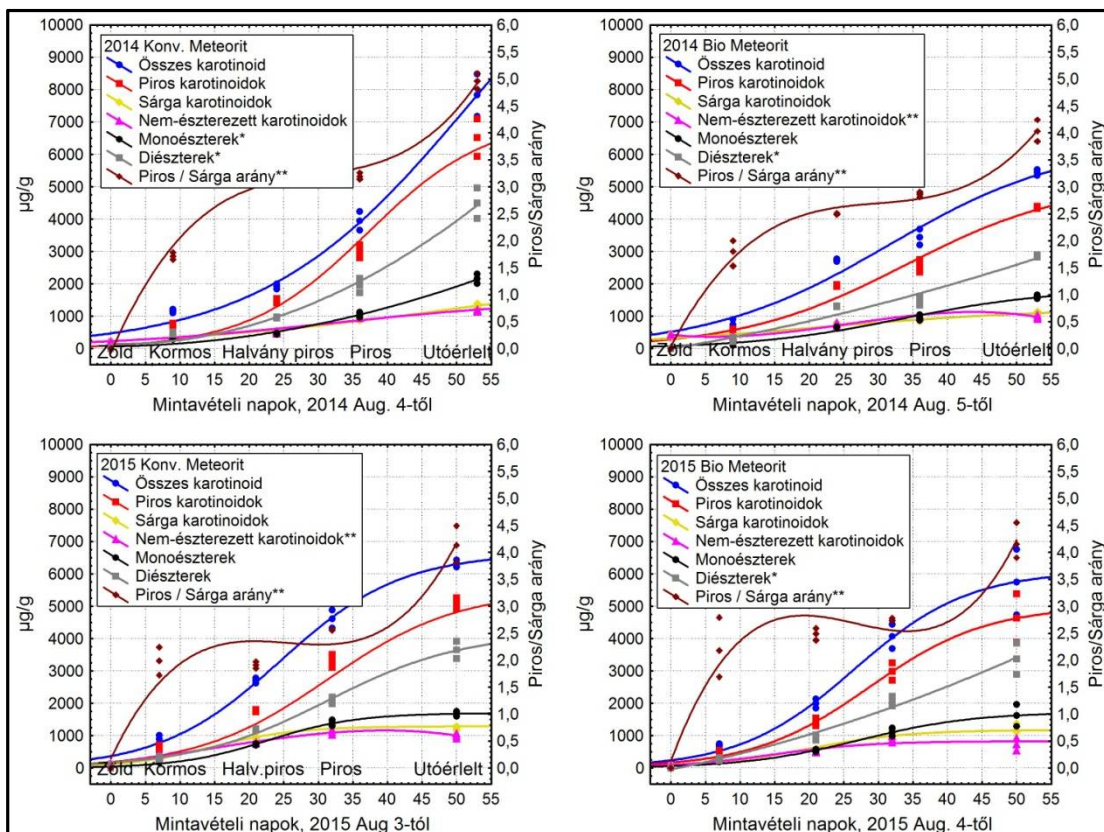 2014 Konv. Meteorit
Összes karotinoid
Piros karotinoidok
Sárga karotinoidok
Nem-észterezett karotinoidok
Monoészterek*
Diészterek*
Piros / Sárga arány**
10000
9000
8000
7000
6000
5000
4000
3000
2000
1000
0
µg/g
6,0
5,5
5,0
4,5
4,0
3,5
3,0
2,5
2,0
1,5
1,0
0,5
0,0
Piros/Sárga arány
Zöld Kormos Halvány piros Piros Utóérlelt
0 5 10 15 20 25 30 35 40 45 50 55
Mintavételi napok, 2014 Aug. 4-től
2014 Bio Meteorit
Összes karotinoid
Piros karotinoidok
Sárga karotinoidok
Nem-észterezett karotinoidok**
Monoészterek
Diészterek*
Piros / Sárga arány**
10000
9000
8000
7000
6000
5000
4000
3000
2000
1000
0
µg/g
6,0
5,5
5,0
4,5
4,0
3,5
3,0
2,5
2,0
1,5
1,0
0,5
0,0
Piros/Sárga arány
Zöld Kormos Halvány piros Piros Utóérlelt
0 5 10 15 20 25 30 35 40 45 50 55
Mintavételi napok, 2014 Aug. 5-től
2015 Konv. Meteorit
Összes karotinoid
Piros karotinoidok
Sárga karotinoidok
Nem-észterezett karotinoidok**
Monoészterek
Diészterek
Piros / Sárga arány**
10000
9000
8000
7000
6000
5000
4000
3000
2000
1000
0
µg/g
6,0
5,5
5,0
4,5
4,0
3,5
3,0
2,5
2,0
1,5
1,0
0,5
0,0
Piros/Sárga arány
Zöld Kormos Halv.piros Piros Utóérlelt
0 5 10 15 20 25 30 35 40 45 50 55
Mintavételi napok, 2015 Aug 3-tól
2015 Bio Meteorit
Összes karotinoid
Piros karotinoidok
Sárga karotinoidok
Nem-észterezett karotinoidok
Monoészterek
Diészterek*
Piros / Sárga arány**
10000
9000
8000
7000
6000
5000
4000
3000
2000
1000
0
µg/g
6,0
5,5
5,0
4,5
4,0
3,5
3,0
2,5
2,0
1,5
1,0
0,5
0,0
Piros/Sárga arány
Zöld Kormos Halvány piros Piros Utóérlelt
0 5 10 15 20 25 30 35 40 45 50 55
Mintavételi napok, 2015 Aug. 4-től